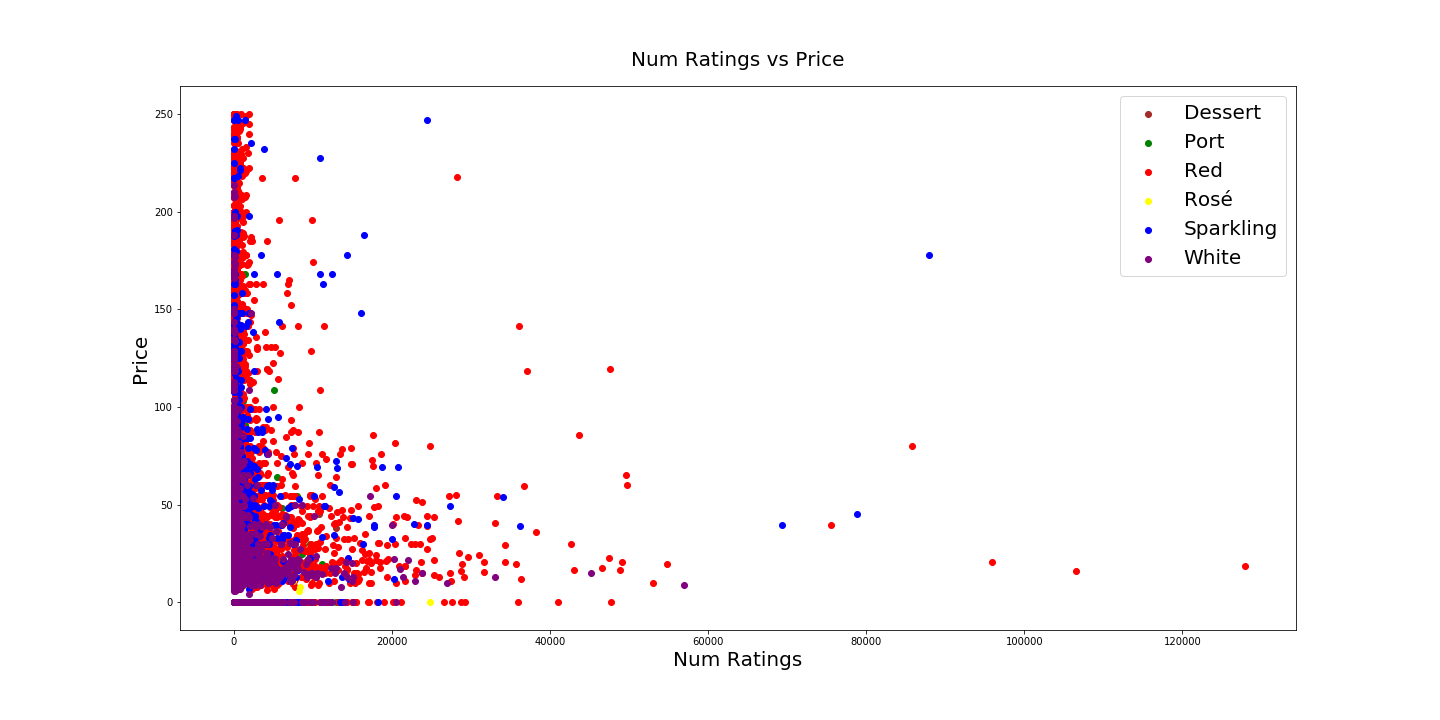 Num Ratings vs Price
Dessert
Port
Red
Rosé
Sparkling
White
250
200
150
100
50
0
Price
0
20000
40000
60000
80000
100000
120000
Num Ratings